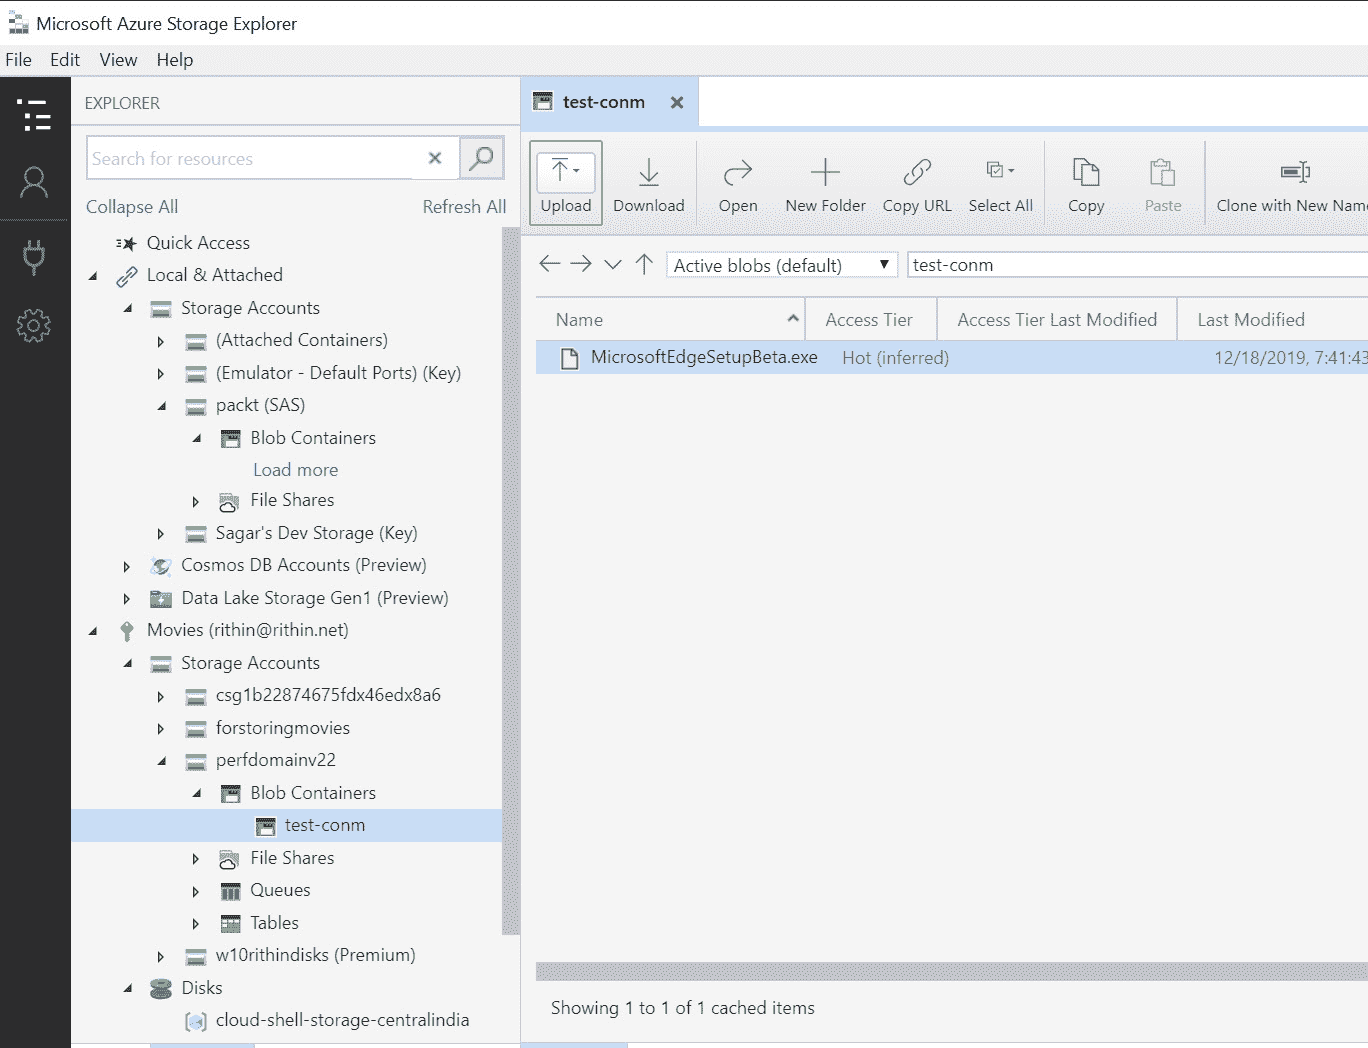 Microsoft Azure Storage Explorer
File Edit View Help
EXPLORER
Search for resources
Collapse All Refresh All
Quick Access
Local & Attached
Storage Accounts
(Attached Containers)
(Emulator - Default Ports) (Key)
packt (SAS)
Blob Containers
Load more
File Shares
Sagar's Dev Storage (Key)
Cosmos DB Accounts (Preview)
Data Lake Storage Gen1 (Preview)
Movies (rithin@rithin.net)
Storage Accounts
csg1b22874675fdx46edx8a6
forstoringmovies
perfdomainv22
Blob Containers
test-conm
File Shares
Queues
Tables
w10rithindisks (Premium)
Disks
cloud-shell-storage-centralindia
test-conm
Upload Download Open New Folder Copy URL Select All Copy Paste Clone with New Nam
Active blobs (default) test-conm
Name Access Tier Access Tier Last Modified Last Modified
MicrosoftEdgeSetupBeta.exe Hot (inferred) 12/18/2019, 7:41:43
Showing 1 to 1 of 1 cached items